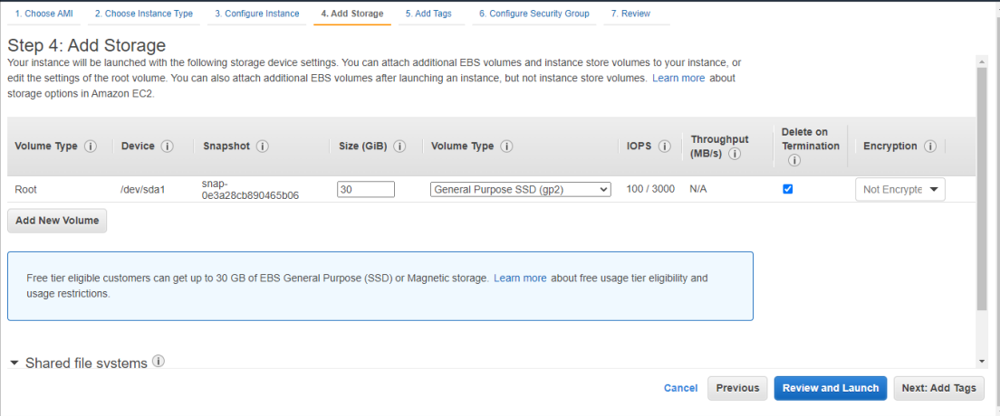 1. Choose AMI 2. Choose Instance Type 3. Configure Instance 4. Add Storage 5. Add Tags 6. Configure Security Group 7. Review
Step 4: Add Storage
Your instance will be launched with the following storage device settings. You can attach additional EBS volumes and instance store volumes to your instance, or
edit the settings of the root volume. You can also attach additional EBS volumes after launching an instance, but not instance store volumes. Learn more about
storage options in Amazon EC2.
Volume Type i Device i Snapshot i Size (GiB) i Volume Type i IOPS i Throughput (MB/s) i Delete on Termination i Encryption i
Root /dev/sda1 snap-0e3a28cb890465b06 30 General Purpose SSD (gp2) 100 / 3000 N/A Not Encrypte
Add New Volume
Free tier eligible customers can get up to 30 GB of EBS General Purpose (SSD) or Magnetic storage. Learn more about free usage tier eligibility and
usage restrictions.
Shared file systems i
Cancel Previous Review and Launch Next: Add Tags